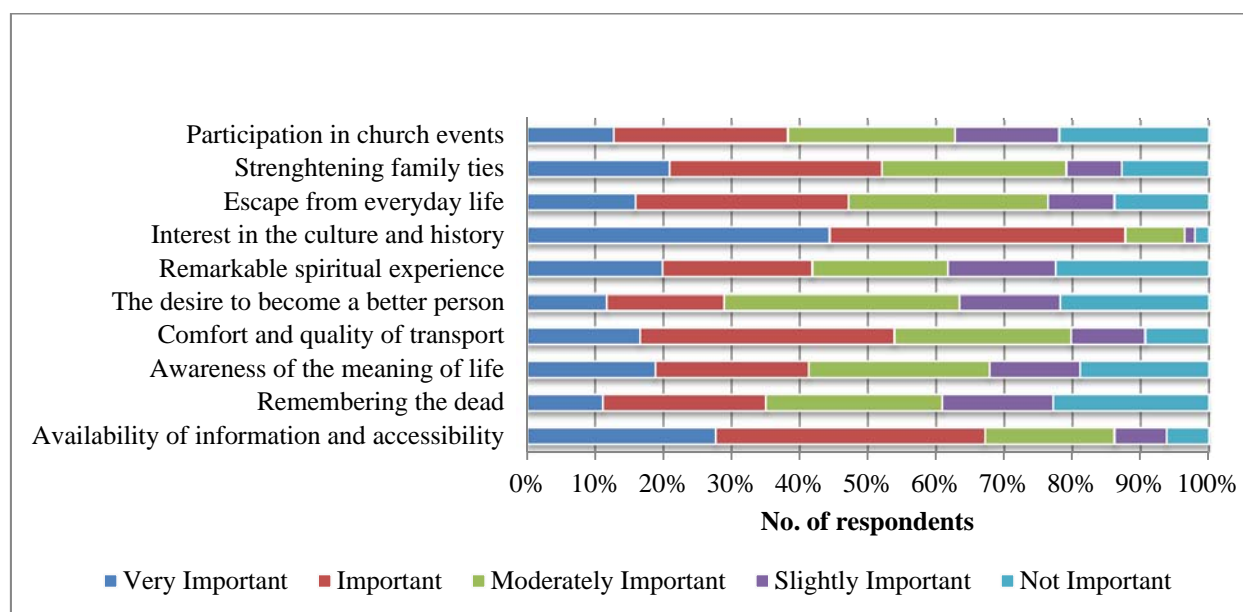 Participation in church events
Strenghtening family ties
Escape from everyday life
Interest in the culture and history
Remarkable spiritual experience
The desire to become a better person
Comfort and quality of transport
Awareness of the meaning of life
Remembering the dead
Availability of information and accessibility
0% 10% 20% 30% 40% 50% 60% 70% 80% 90% 100%
No. of respondents
Very Important Important Moderately Important Slightly Important Not Important